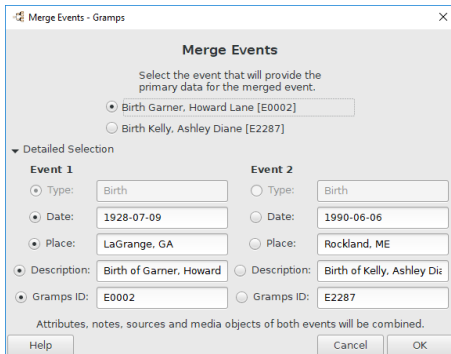 Merge Events - Gramps
Merge Events
Select the event that will provide the
primary data for the merged event.
Birth Garner, Howard Lane [E0002]
Birth Kelly, Ashley Diane [E2287]
Detailed Selection
Event 1 Event 2
Type: Birth Type: Birth
Date: 1928-07-09 Date: 1990-06-06
Place: LaGrange, GA Place: Rockland, ME
Description: Birth of Garner, Howard Description: Birth of Kelly, Ashley Dia
Gramps ID: E0002 Gramps ID: E2287
Attributes, notes, sources and media objects of both events will be combined.
Help Cancel OK